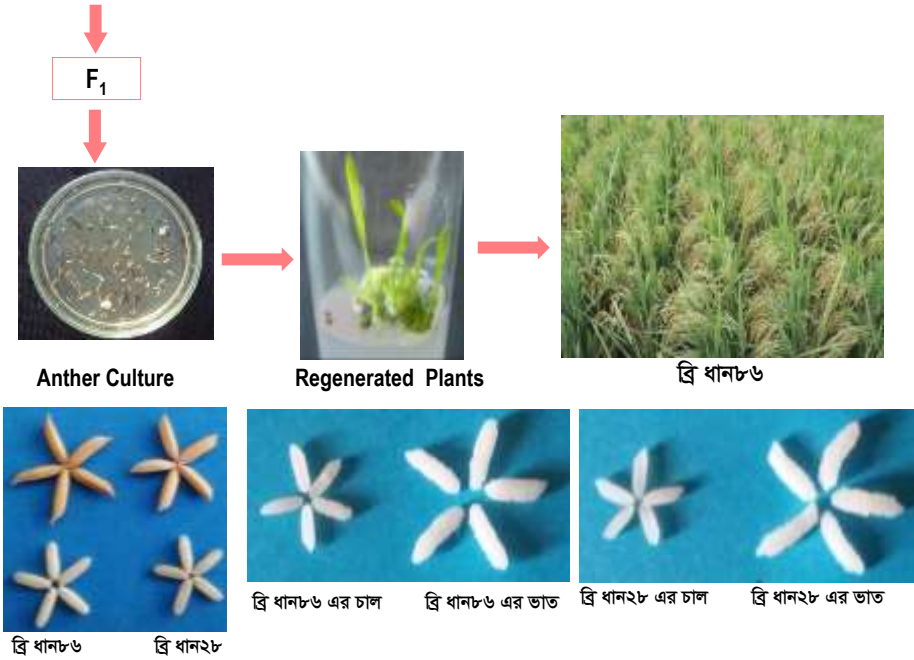 F₁
Anther Culture
Regenerated Plants
ব্রি ধান৮৬
ব্রি ধান৮৬ এর চাল
ব্রি ধান৮৬ এর ভাত
ব্রি ধান২৮ এর চাল
ব্রি ধান২৮ এর ভাত
ব্রি ধান৮৬
ব্রি ধান২৮